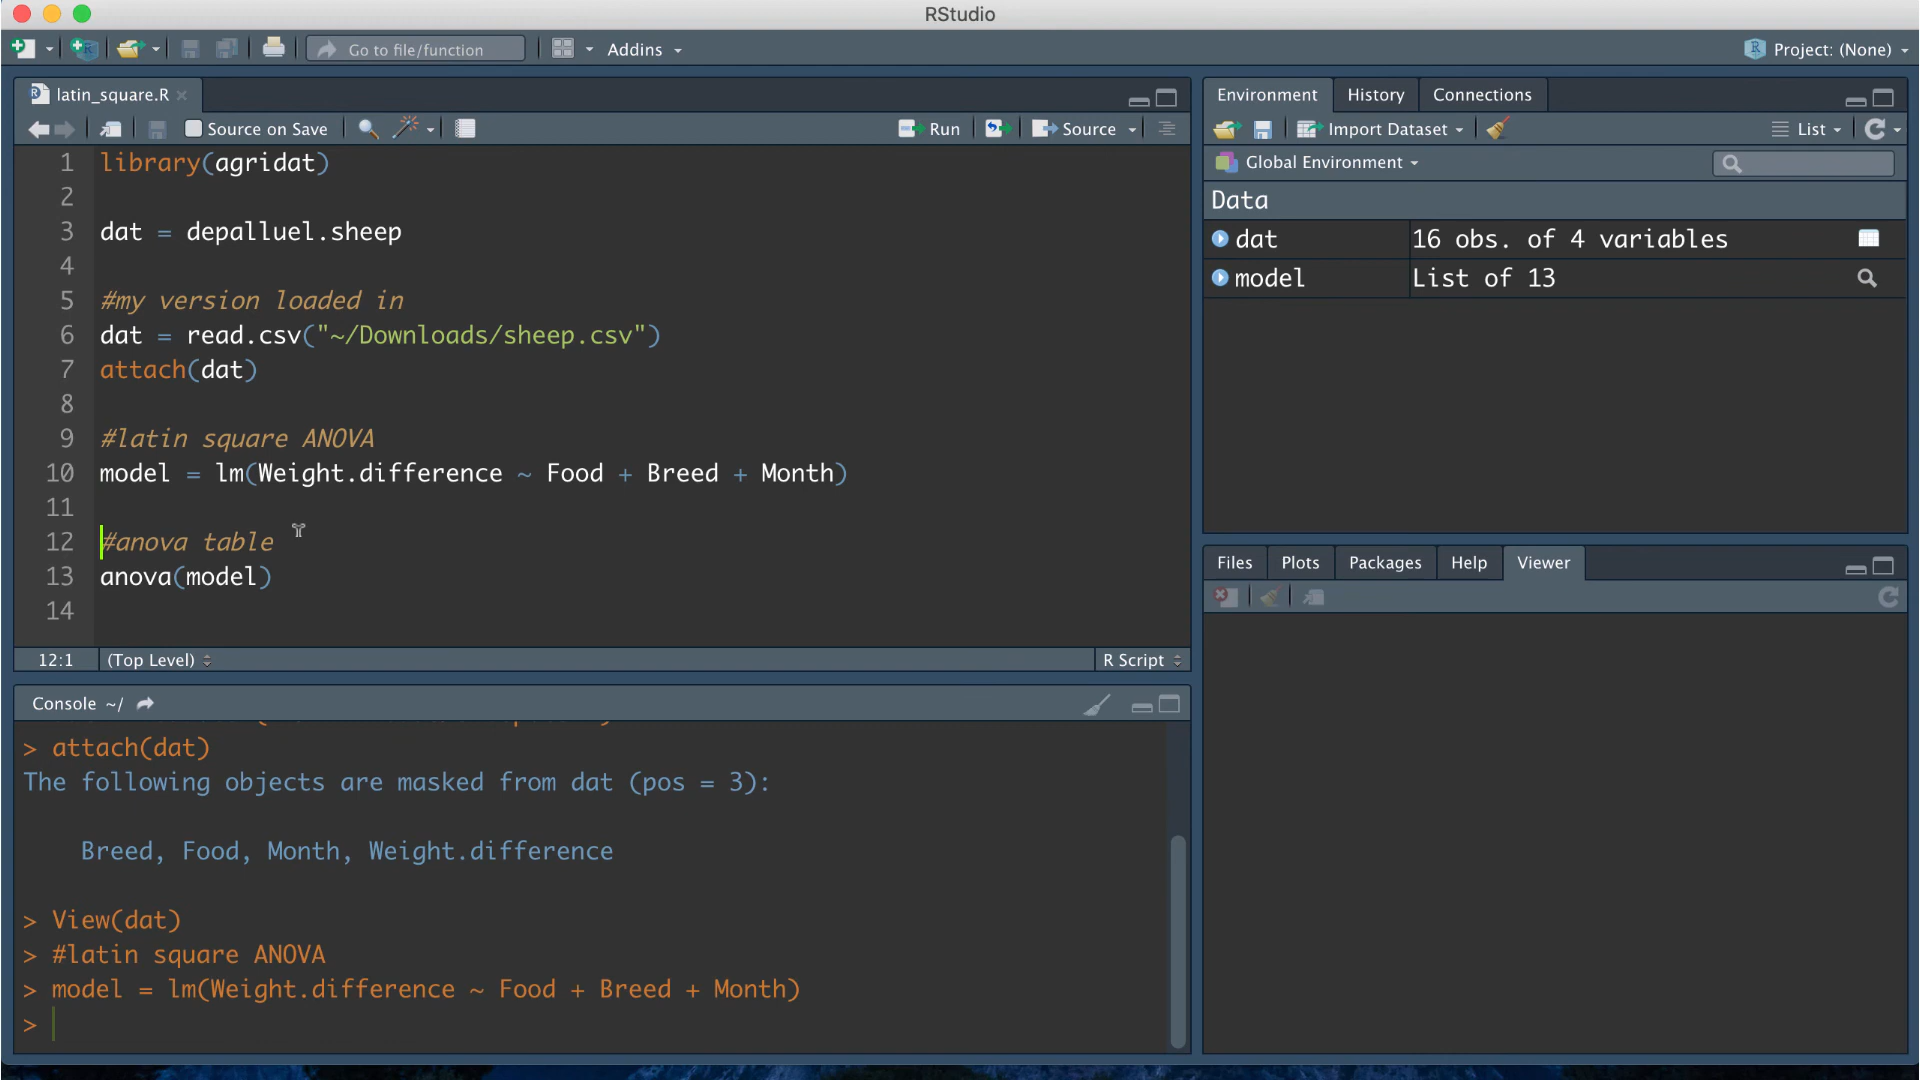 RStudio
Go to file/function
Addins
Project: (None)
latin_square.R
Source on Save
Run
Source
1 library(agridat)
2
3 dat = depalluel.sheep
4
5 #my version loaded in
6 dat = read.csv("~/Downloads/sheep.csv")
7 attach(dat)
8
9 #latin square ANOVA
10 model = lm(Weight.difference ~ Food + Breed + Month)
11
12 #anova table
13 anova(model)
14
12:1 (Top Level) R Script
Console ~/
> attach(dat)
The following objects are masked from dat (pos = 3):
Breed, Food, Month, Weight.difference
> View(dat)
> #latin square ANOVA
> model = lm(Weight.difference ~ Food + Breed + Month)
>
Environment History Connections
Import Dataset List
Global Environment
Data
dat 16 obs. of 4 variables
model List of 13
Files Plots Packages Help Viewer